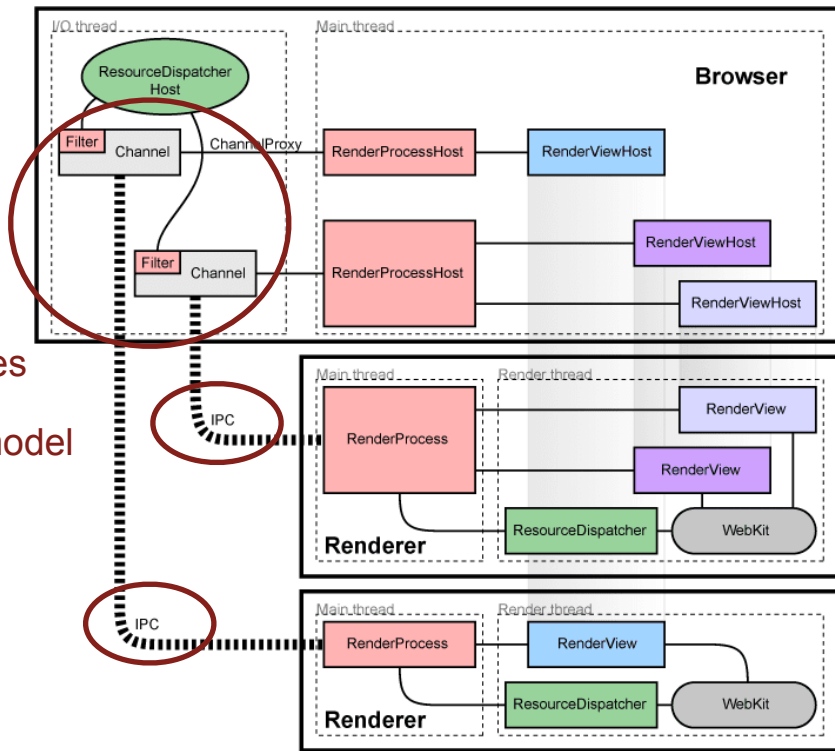 I/O thread
Main thread
Browser
ResourceDispatcher
Host
Filter
Channel
ChannelProxy
RenderProcessHost
RenderViewHost
Filter
Channel
RenderProcessHost
RenderViewHost
RenderViewHost
es
nodel
IPC
Main thread
Render thread
RenderProcess
RenderView
RenderView
ResourceDispatcher
WebKit
Renderer
IPC
Main thread
Render thread
RenderProcess
RenderView
ResourceDispatcher
WebKit
Renderer